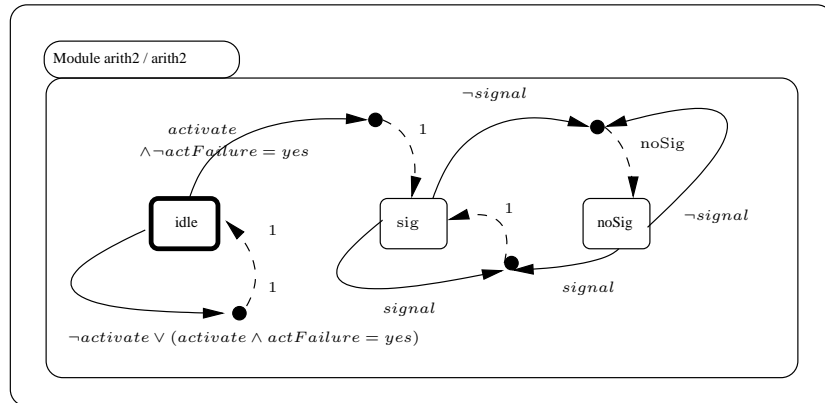 Module arith2 / arith2
¬signal
activate
∧¬actFailure = yes
1
noSig
idle
1
sig
1
noSig
¬signal
1
signal
signal
¬activate ∨ (activate ∧ actFailure = yes)